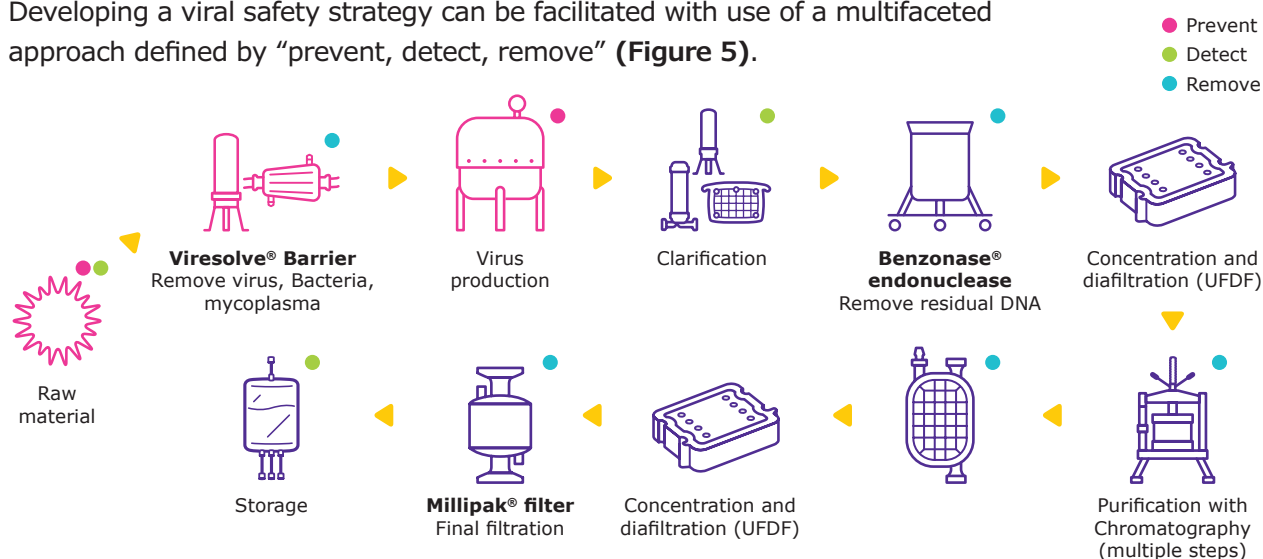 Developing a viral safety strategy can be facilitated with use of a multifaceted
approach defined by “prevent, detect, remove” (Figure 5).
Prevent
Detect
Remove
Viresolve® Barrier
Remove virus, Bacteria,
mycoplasma
Virus
production
Clarification
Benzonase®
endonuclease
Remove residual DNA
Concentration and
diafiltration (UFDF)
Raw
material
Storage
Millipak® filter
Final filtration
Concentration and
diafiltration (UFDF)
Purification with
Chromatography
(multiple steps)